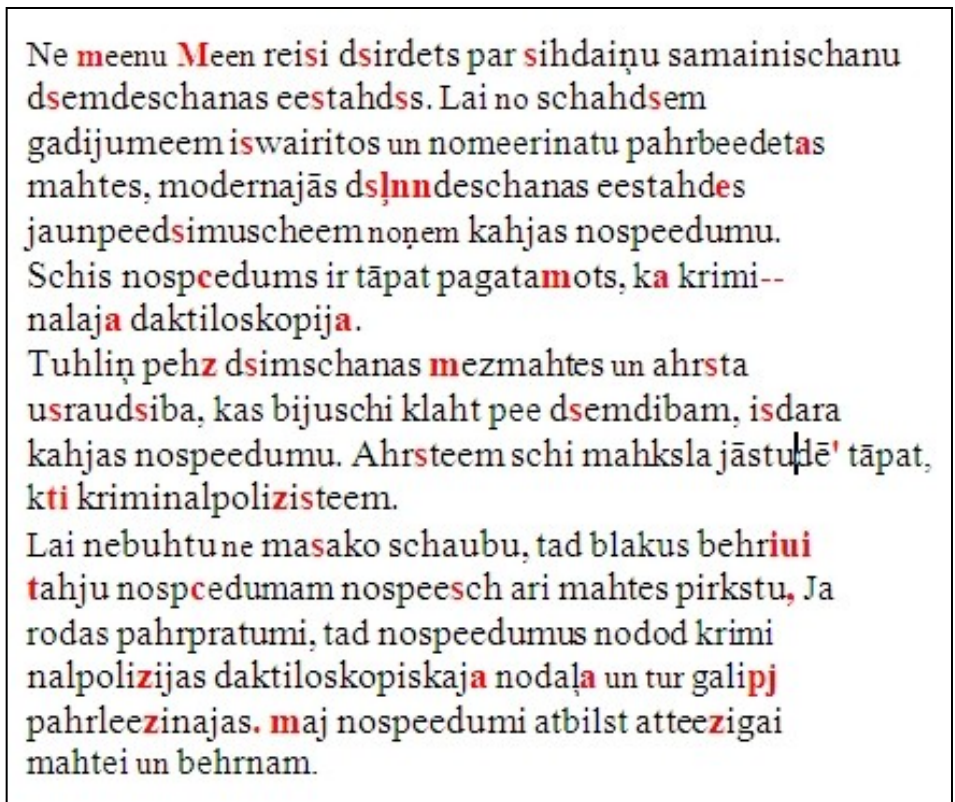 Ne meenu Meen reisi dsirdets par sihdaiņu samainischanu
dsemdeschanas eestahdss. Lai no schahdsem
gadijumeem iswairitos un nomeerinatu pahrbeedetas
mahtes, modernajās dsļnndeschanas eestahdes
jaunpeedsimuscheem noņem kahjas nospeedumu.
Schis nospcedums ir tāpat pagatamots, ka krimi--
nalaja daktiloskopija.
Tuhliņ pehz dsimschanas mezmahtes un ahrsta
usraudsiba, kas bijuschi klaht pee dsemdibam, isdara
kahjas nospeedumu. Ahrsteem schi mahksla jāstudē' tāpat,
kti kriminalpolizisteem.
Lai nebuhtu ne masako schaubu, tad blakus behriui
tahju nospcedumam nospeesch ari mahtes pirkstu, Ja
rodas pahrpratumi, tad nospeedumus nodod krimi
nalpolizijas daktiloskopiskaja nodaļa un tur galipj
pahrleezinajas. maj nospeedumi atbilst atteezigai
mahtei un behrnam.